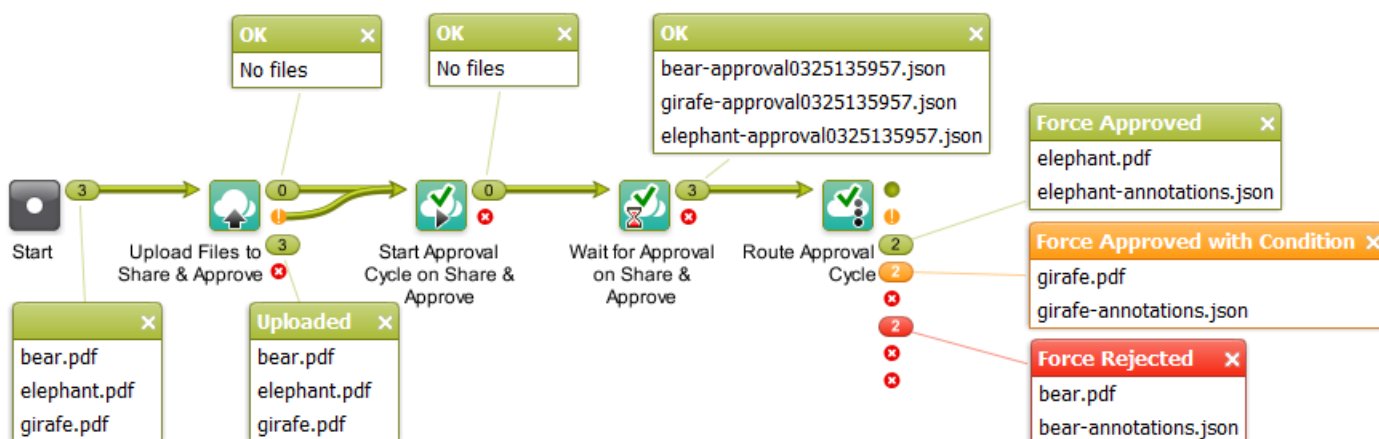 OK
No files
OK
No files
OK
bear-approval0325135957.json
girafe-approval0325135957.json
elephant-approval0325135957.json
Force Approved
elephant.pdf
elephant-annotations.json
3
0
0
3
Start
Upload Files to
Share & Approve
3
Start Approval
Cycle on Share &
Approve
Wait for Approval
on Share &
Approve
Route Approval
Cycle
2
2
2
Force Approved with Condition
girafe.pdf
girafe-annotations.json
bear.pdf
elephant.pdf
girafe.pdf
Uploaded
bear.pdf
elephant.pdf
girafe.pdf
Force Rejected
bear.pdf
bear-annotations.json